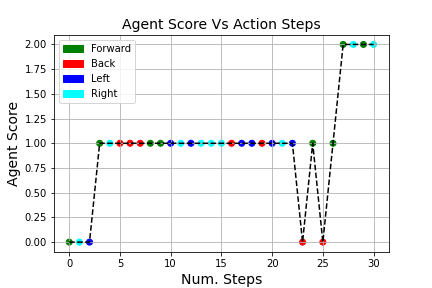 Agent Score Vs Action Steps
Forward
Back
Left
Right
2.00
1.75
1.50
1.25
1.00
0.75
0.50
0.25
0.00
Agent Score
0 5 10 15 20 25 30
Num. Steps